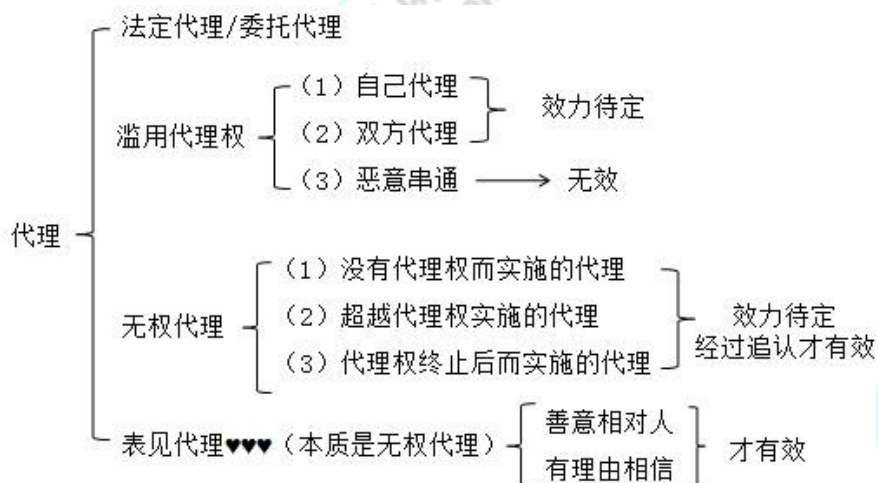 法定代理/委托代理
(1)自己代理
(2)双方代理
效力待定
滥用代理权
(3)恶意串通 → 无效
代理
(1)没有代理权而实施的代理
(2)超越代理权实施的代理
(3)代理权终止后而实施的代理
无权代理
效力待定
经过追认才有效
表见代理♥♥♥(本质是无权代理)
善意相对人
有理由相信
才有效